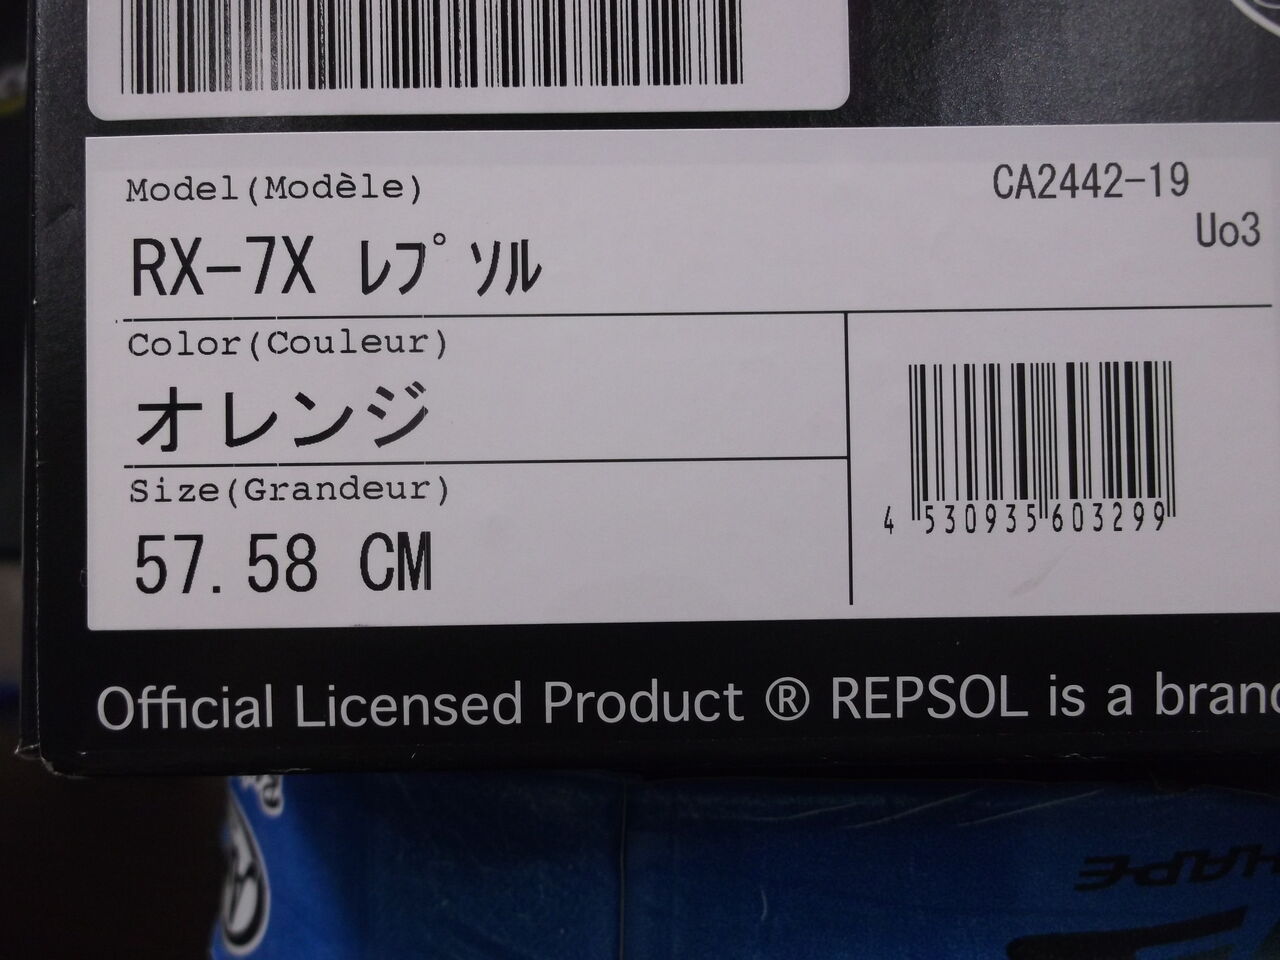 Model(Modèle)
CA2442-19
Uo3
RX-7X ﾚﾌﾟｿﾙ
Color(Couleur)
オレンジ
Size(Grandeur)
57.58 CM
4 530935 603299
Official Licensed Product ® REPSOL is a